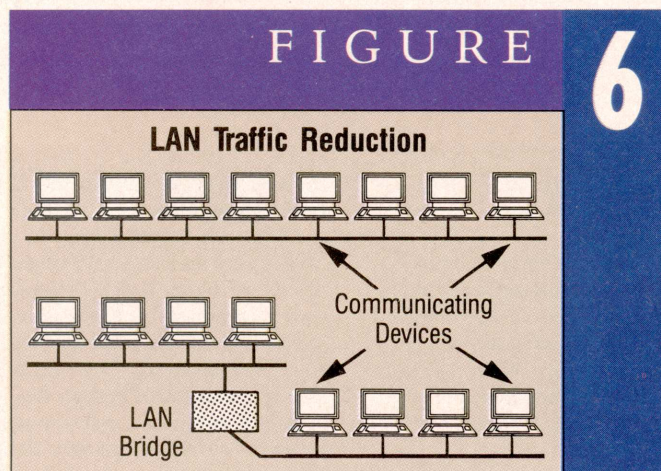 FIGURE 6
LAN Traffic Reduction
Communicating
Devices
LAN
Bridge